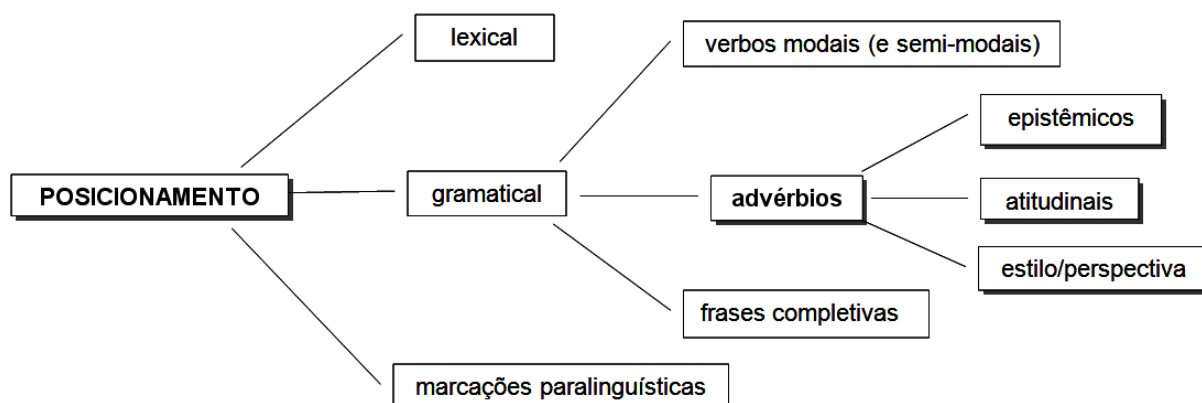 lexical
verbos modais (e semi-modais)
epistêmicos
POSICIONAMENTO
gramatical
advérbios
atitudinais
estilo/perspectiva
frases completivas
marcações paralinguísticas